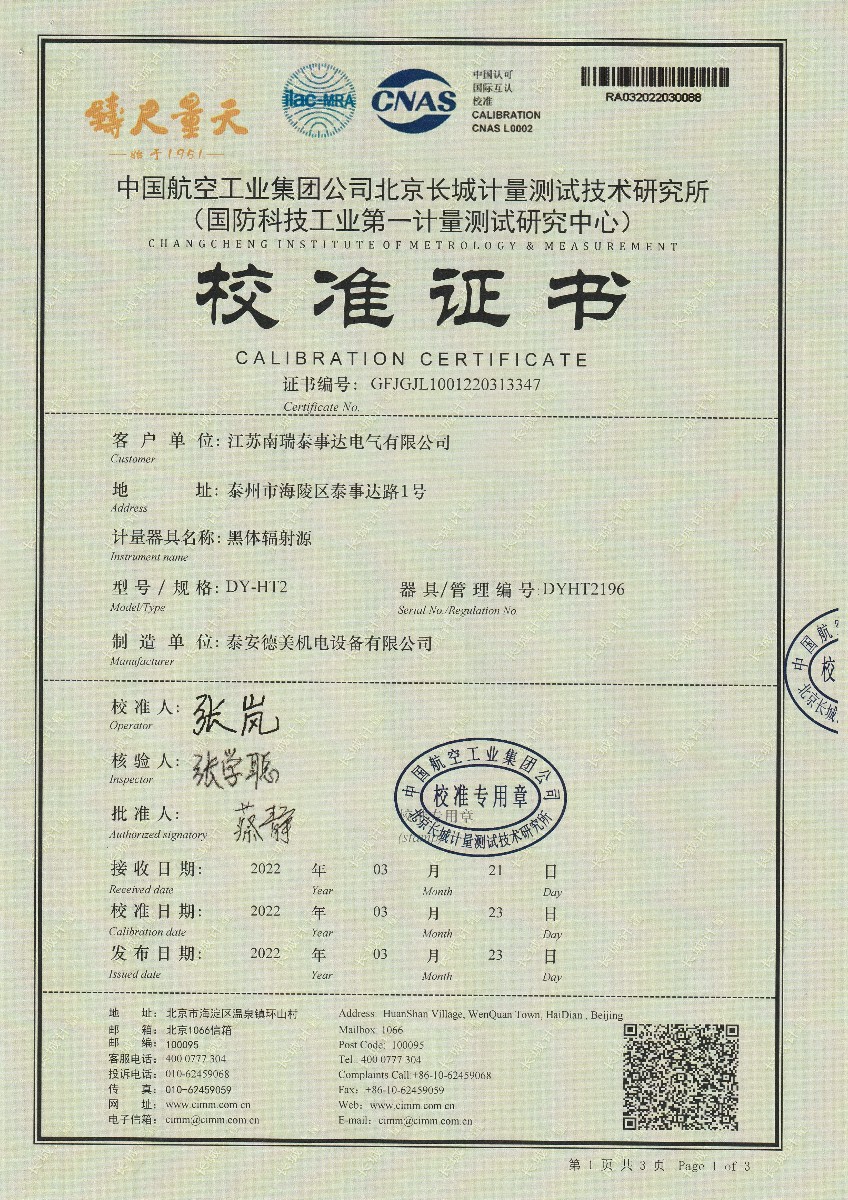 铸尺量天
始于1961
ilac-MRA
CNAS
中国认可
国际互认
校准
CALIBRATION
CNAS L0002
RA032022030088
中国航空工业集团公司北京长城计量测试技术研究所
（国防科技工业第一计量测试研究中心）
CHANGCHENG INSTITUTE OF METROLOGY & MEASUREMENT
校准证书
CALIBRATION CERTIFICATE
证书编号： GFJGJL1001220313347
Certificate No.
客户单位：江苏南瑞泰事达电气有限公司
Customer
地址：泰州市海陵区泰事达路1号
Address
计量器具名称：黑体辐射源
Instrument name
型号/规格：DY-HT2 器具/管理编号：DYHT2196
Model/Type Serial No./Regulation No
制造单位：泰安德美机电设备有限公司
Manufacturer
中国航空
校
北京长城
校准人：张岚
Operator
核验人：张学聪
Inspector
批准人：蔡静
Authorized signatory
中国航空工业集团公司
校准专用章
北京长城计量测试技术研究所
接收日期： 2022 年 03 月 21 日
Received date Year Month Day
校准日期： 2022 年 03 月 23 日
Calibration date Year Month Day
发布日期： 2022 年 03 月 23 日
Issued date Year Month Day
地址：北京市海淀区温泉镇环山村 Address: HuanShan Village, WenQuan Town, HaiDian , Beijing
邮箱：北京1066信箱 Mailbox: 1066
邮编：100095 Post Code: 100095
客服电话：400 0777 304 Tel: 400 0777 304
投诉电话：010-62459068 Complaints Call:+86-10-62459068
传真：010-62459059 Fax: +86-10-62459059
网址：www.cimm.com.cn Web: www.cimm.com.cn
电子信箱：cimm@cimm.com.cn E-mail: cimm@cimm.com.cn
第 1 页 共 3 页 Page 1 of 3